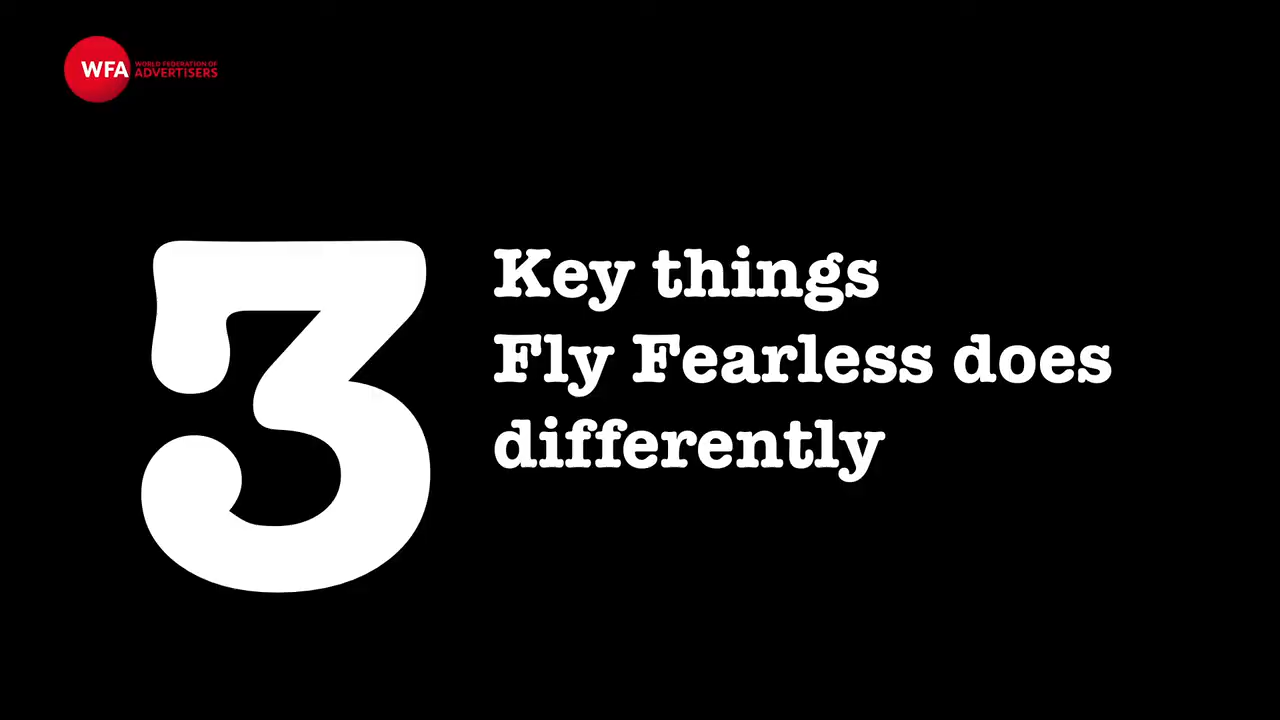 WFA
WORLD FEDERATION OF
ADVERTISERS
3
Key things
Fly Fearless does
differently